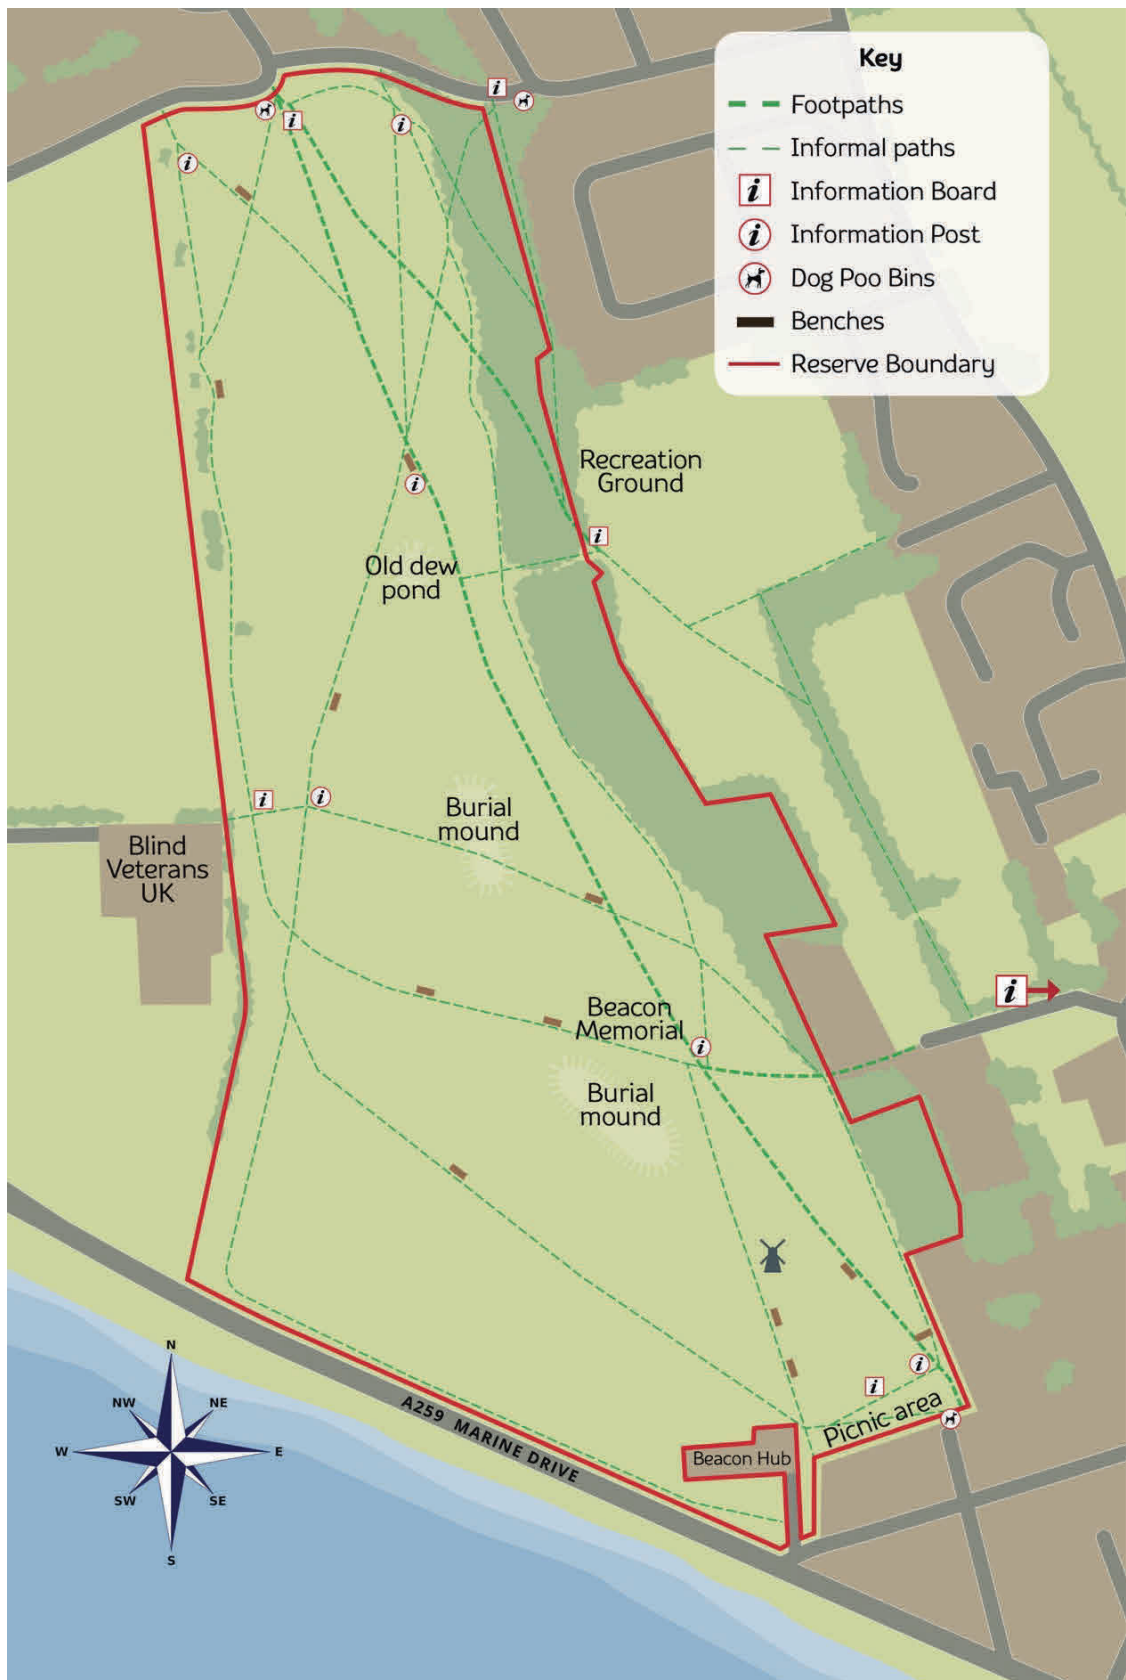 Key
Footpaths
Informal paths
i Information Board
i Information Post
Dog Poo Bins
Benches
Reserve Boundary
i
i
i
i
Recreation
Ground
i
i
Old dew
pond
i
i
Burial
mound
Blind
Veterans
UK
i
Beacon
Memorial
i
Burial
mound
i
i
Picnic area
Beacon Hub
A259 MARINE DRIVE
N
NW
NE
W
E
SW
SE
S